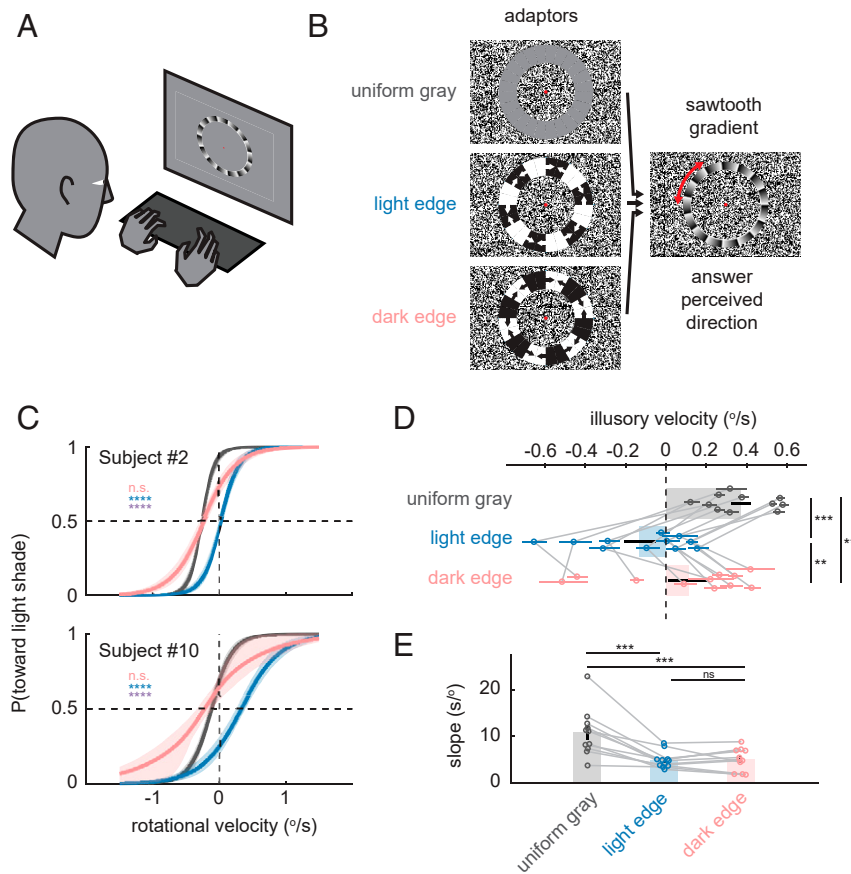 A
B
adaptors
uniform gray
light edge
dark edge
sawtooth
gradient
answer
perceived
direction
C
Subject #2
n.s.
****
****
1
0.5
0
Subject #10
n.s.
****
****
1
0.5
0
P(toward light shade)
-1
0
1
rotational velocity (º/s)
D
illusory velocity (º/s)
-0.6
-0.4
-0.2
0
0.2
0.4
0.6
uniform gray
light edge
dark edge
***
**
**
E
slope (s/º)
20
10
0
***
***
ns
uniform gray
light edge
dark edge